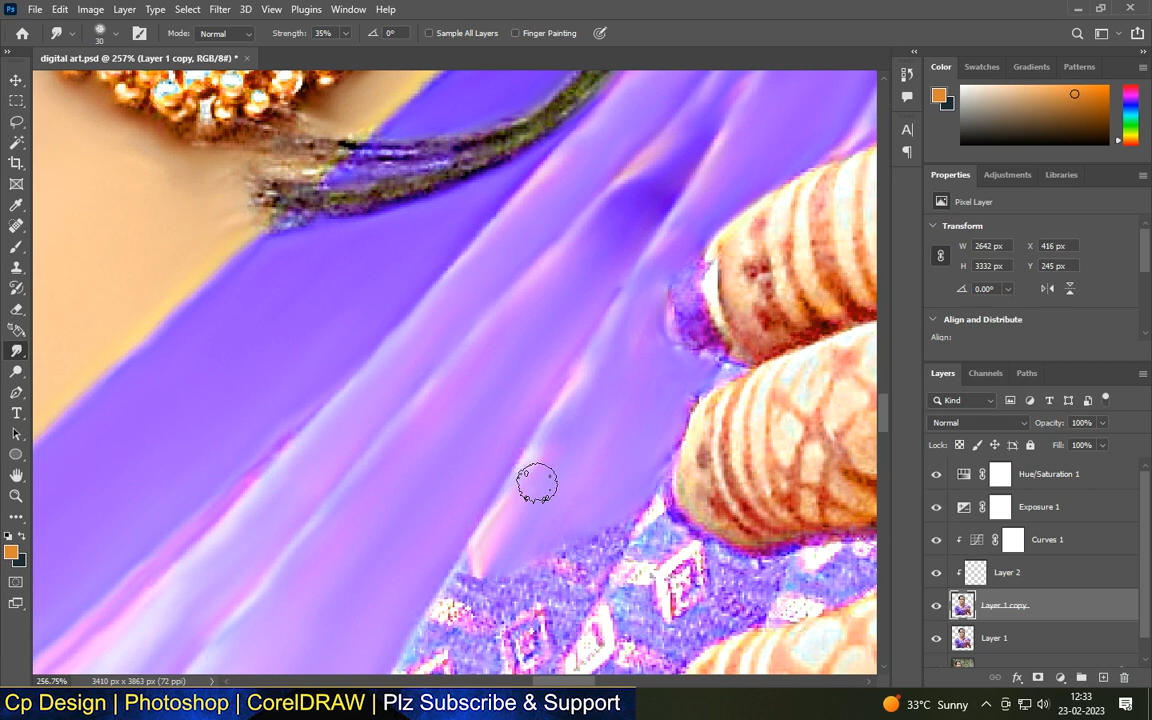 Ps File Edit Image Layer Type Select Filter 3D View Plugins Window Help
30 Mode: Normal Strength: 35% 0° Sample All Layers Finger Painting
digital art.psd @ 257% (Layer 1 copy, RGB/8#) * ×
Color Swatches Gradients Patterns
Properties Adjustments Libraries
Pixel Layer
Transform
W 2642 px X 416 px
H 3332 px Y 245 px
0.00°
Align and Distribute
Align:
Layers Channels Paths
Kind
Normal Opacity: 100%
Lock: Fill: 100%
Hue/Saturation 1
Exposure 1
Curves 1
Layer 2
Layer 1 copy
Layer 1
256.75% 3410 px x 3863 px (72 ppi)
Cp Design | Photoshop | CorelDRAW | Plz Subscribe & Support
33°C Sunny
12:33
23-02-2023